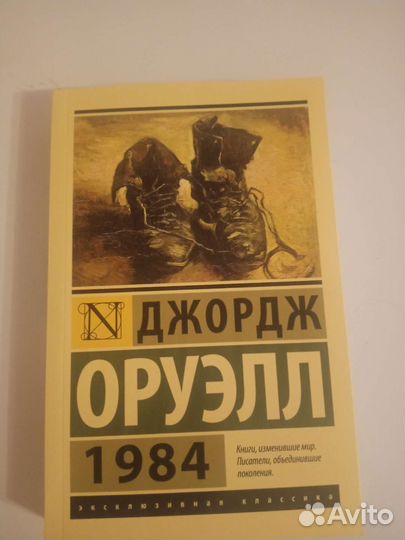 N
ДЖОРДЖ
ОРУЭЛЛ
1984
Книги, изменившие мир.
Писатели, объединившие
поколения.
эксклюзивная классика
Avito